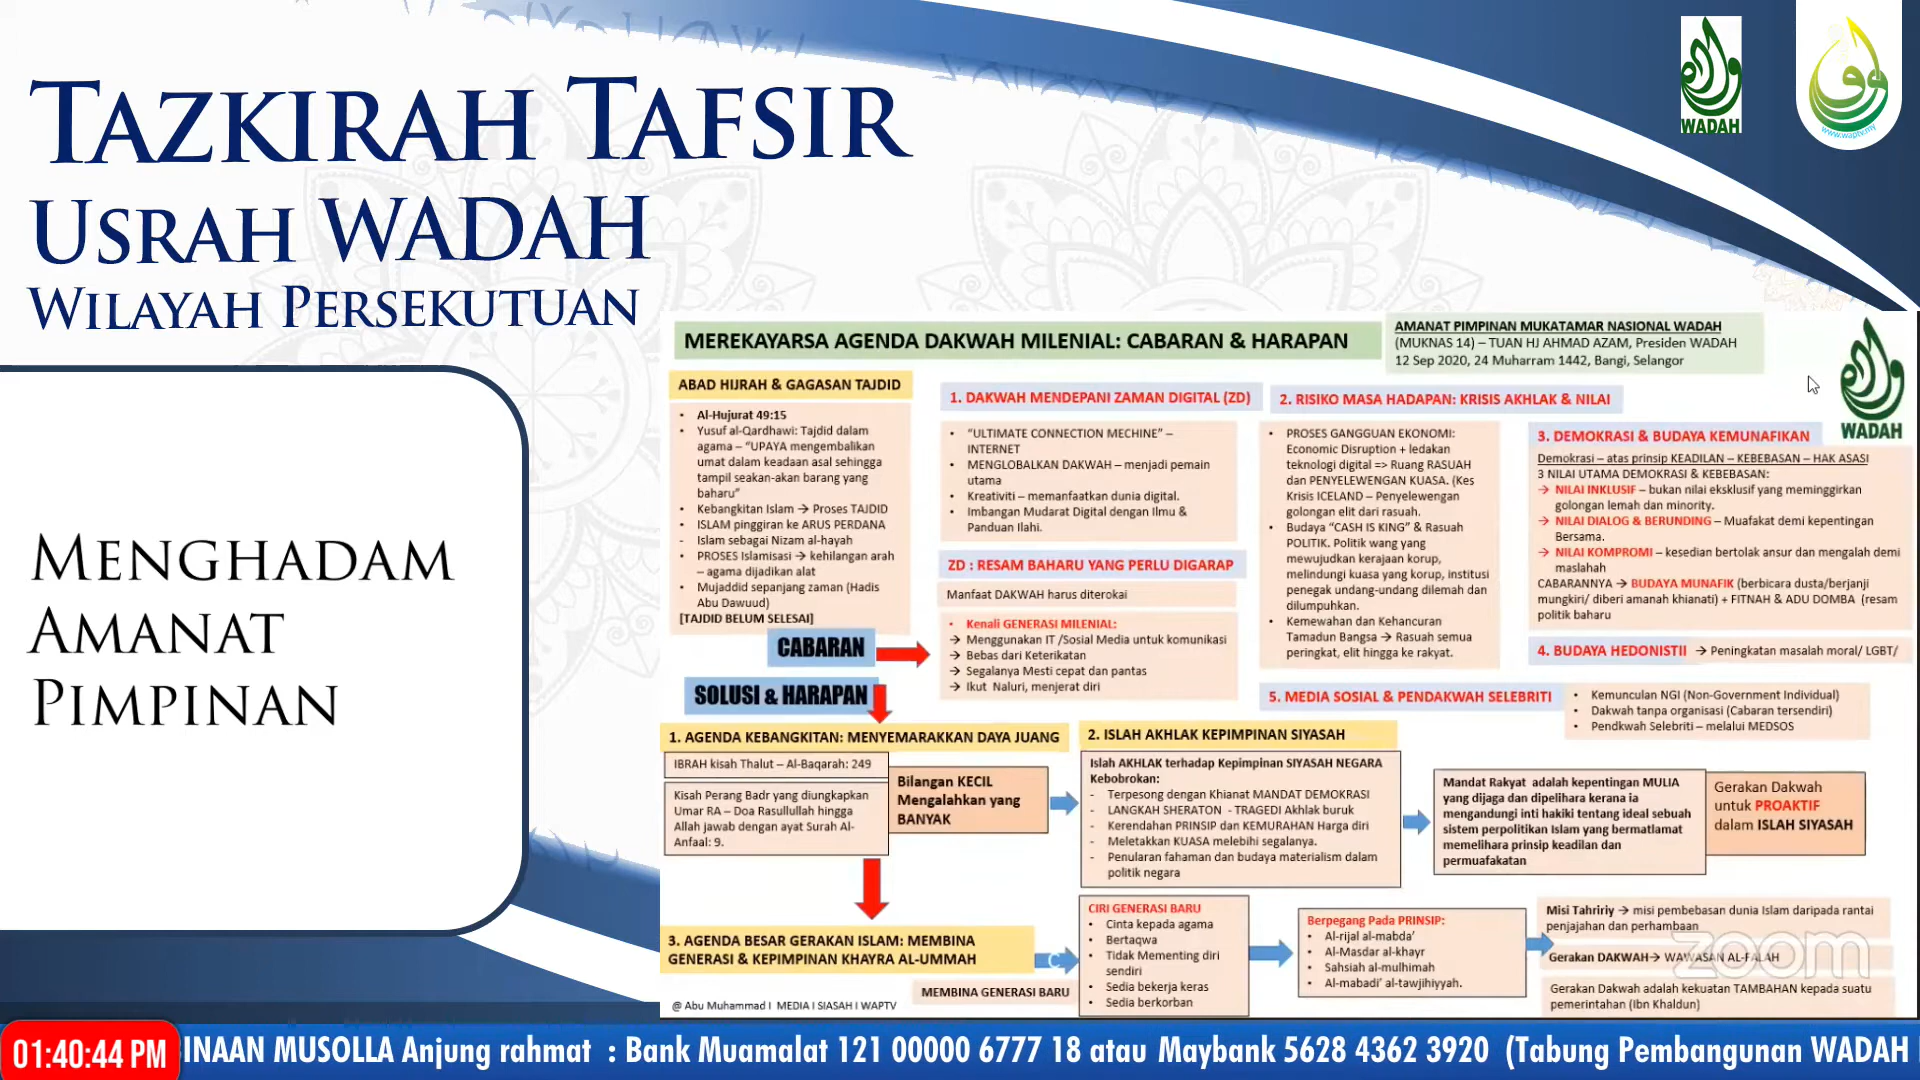 TAZKIRAH TAFSIR
USRAH WADAH
WILAYAH PERSEKUTUAN
WADAH
www.waptv.my
MENGHADAM
AMANAT
PIMPINAN
MEREKAYARSA AGENDA DAKWAH MILENIAL: CABARAN & HARAPAN
AMANAT PIMPINAN MUKATAMAR NASIONAL WADAH
(MUKNAS 14) – TUAN HJ AHMAD AZAM, Presiden WADAH
12 Sep 2020, 24 Muharram 1442, Bangi, Selangor
WADAH
ABAD HIJRAH & GAGASAN TAJDID
• Al-Hujurat 49:15
• Yusuf al-Qardhawi: Tajdid dalam
agama – “UPAYA mengembalikan
umat dalam keadaan asal sehingga
tampil seakan-akan barang yang
baharu”
• Kebangkitan Islam → Proses TAJDID
• ISLAM pinggiran ke ARUS PERDANA
- Islam sebagai Nizam al-hayah
• PROSES Islamisasi → kehilangan arah
– agama dijadikan alat
• Mujaddid sepanjang zaman (Hadis
Abu Dawuud)
[TAJDID BELUM SELESAI]
CABARAN
SOLUSI & HARAPAN
1. DAKWAH MENDEPANI ZAMAN DIGITAL (ZD)
• “ULTIMATE CONNECTION MECHINE” –
INTERNET
• MENGLOBALKAN DAKWAH – menjadi pemain
utama
• Kreativiti – memanfaatkan dunia digital.
• Imbangan Mudarat Digital dengan Ilmu &
Panduan Ilahi.
ZD : RESAM BAHARU YANG PERLU DIGARAP
Manfaat DAKWAH harus diterokai
• Kenali GENERASI MILENIAL:
→ Menggunakan IT /Sosial Media untuk komunikasi
→ Bebas dari Keterikatan
→ Segalanya Mesti cepat dan pantas
→ Ikut Naluri, menjerat diri
2. RISIKO MASA HADAPAN: KRISIS AKHLAK & NILAI
• PROSES GANGGUAN EKONOMI:
Economic Disruption + ledakan
teknologi digital => Ruang RASUAH
dan PENYELEWENGAN KUASA. (Kes
Krisis ICELAND – Penyelewengan
golongan elit dari rasuah.
• Budaya “CASH IS KING” & Rasuah
POLITIK. Politik wang yang
mewujudkan kerajaan korup,
melindungi kuasa yang korup, institusi
penegak undang-undang dilemah dan
dilumpuhkan.
• Kemewahan dan Kehancuran
Tamadun Bangsa → Rasuah semua
peringkat, elit hingga ke rakyat.
3. DEMOKRASI & BUDAYA KEMUNAFIKAN
Demokrasi – atas prinsip KEADILAN – KEBEBASAN – HAK ASASI
3 NILAI UTAMA DEMOKRASI & KEBEBASAN:
→ NILAI INKLUSIF – bukan nilai eksklusif yang meminggirkan
golongan lemah dan minority.
→ NILAI DIALOG & BERUNDING – Muafakat demi kepentingan
Bersama.
→ NILAI KOMPROMI – kesedian bertolak ansur dan mengalah demi
maslahah
CABARANNYA → BUDAYA MUNAFIK (berbicara dusta/berjanji
mungkiri/ diberi amanah khianati) + FITNAH & ADU DOMBA (resam
politik baharu
4. BUDAYA HEDONISTII → Peningkatan masalah moral/ LGBT/
5. MEDIA SOSIAL & PENDAKWAH SELEBRITI
• Kemunculan NGI (Non-Government Individual)
• Dakwah tanpa organisasi (Cabaran tersendiri)
• Pendkwah Selebriti – melalui MEDSOS
1. AGENDA KEBANGKITAN: MENYEMARAKKAN DAYA JUANG
IBRAH kisah Thalut – Al-Baqarah: 249
Kisah Perang Badr yang diungkapkan
Umar RA – Doa Rasullullah hingga
Allah jawab dengan ayat Surah Al-
Anfaal: 9.
Bilangan KECIL
Mengalahkan yang
BANYAK
2. ISLAH AKHLAK KEPIMPINAN SIYASAH
Islah AKHLAK terhadap Kepimpinan SIYASAH NEGARA
Kebobrokan:
- Terpesong dengan Khianat MANDAT DEMOKRASI
- LANGKAH SHERATON - TRAGEDI Akhlak buruk
- Kerendahan PRINSIP dan KEMURAHAN Harga diri
- Meletakkan KUASA melebihi segalanya.
- Penularan fahaman dan budaya materialism dalam
politik negara
Mandat Rakyat adalah kepentingan MULIA
yang dijaga dan dipelihara kerana ia
mengandungi inti hakiki tentang ideal sebuah
sistem perpolitikan Islam yang bermatlamat
memelihara prinsip keadilan dan
permuafakatan
Gerakan Dakwah
untuk PROAKTIF
dalam ISLAH SIYASAH
3. AGENDA BESAR GERAKAN ISLAM: MEMBINA
GENERASI & KEPIMPINAN KHAYRA AL-UMMAH
C
MEMBINA GENERASI BARU
CIRI GENERASI BARU
• Cinta kepada agama
• Bertaqwa
• Tidak Mementing diri
sendiri
• Sedia bekerja keras
• Sedia berkorban
Berpegang Pada PRINSIP:
• Al-rijal al-mabda’
• Al-Masdar al-khayr
• Sahsiah al-mulhimah
• Al-mabadi’ al-tawjihiyyah.
Misi Tahririy → misi pembebasan dunia Islam daripada rantai
penjajahan dan perhambaan
Gerakan DAKWAH→ WAWASAN AL-FALAH
zoom
Gerakan Dakwah adalah kekuatan TAMBAHAN kepada suatu
pemerintahan (Ibn Khaldun)
@ Abu Muhammad I MEDIA I SIASAH I WAPTV
01:40:44 PM
INAAN MUSOLLA Anjung rahmat : Bank Muamalat 121 00000 6777 18 atau Maybank 5628 4362 3920 (Tabung Pembangunan WADAH